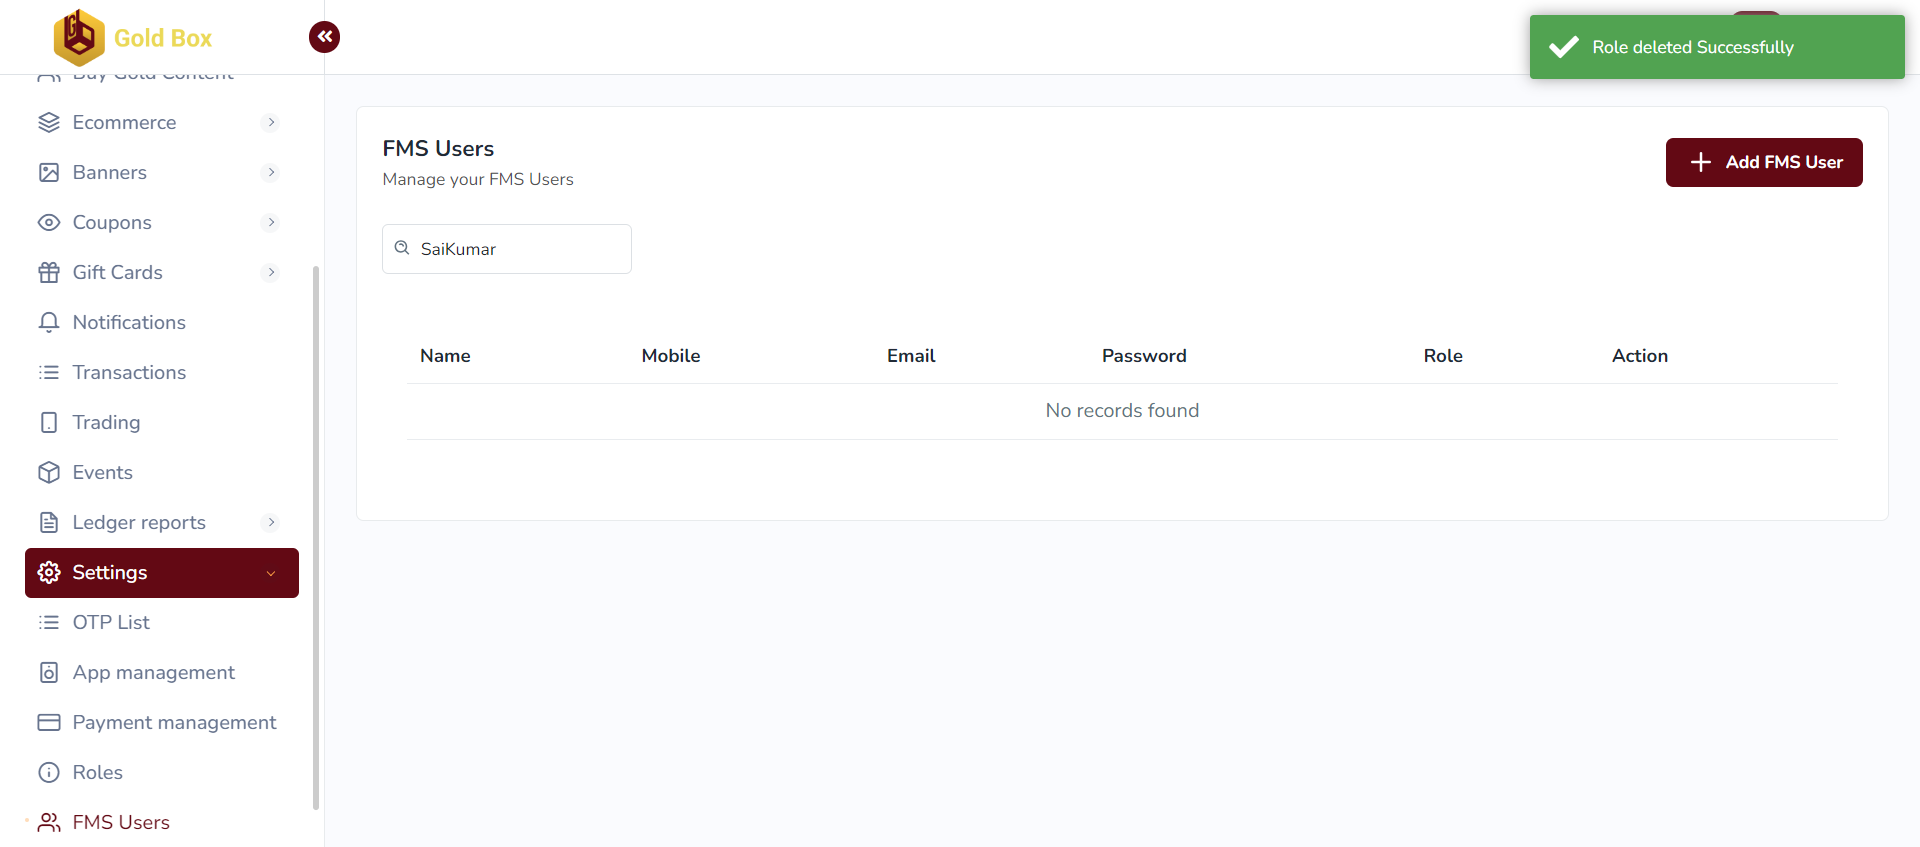 Gold Box
Role deleted Successfully
Buy Gold Content
Ecommerce
Banners
Coupons
Gift Cards
Notifications
Transactions
Trading
Events
Ledger reports
Settings
OTP List
App management
Payment management
Roles
FMS Users
FMS Users
Manage your FMS Users
Add FMS User
SaiKumar
Name Mobile Email Password Role Action
No records found